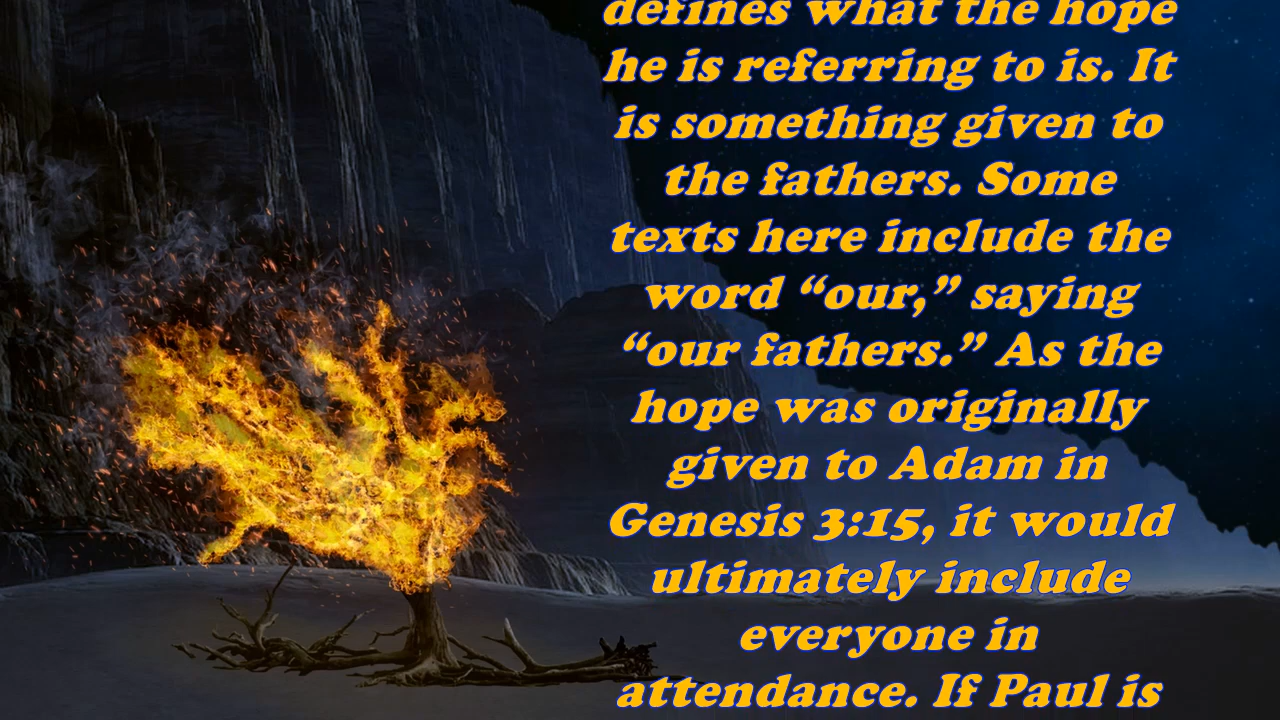 defines what the hope
he is referring to is. It
is something given to
the fathers. Some
texts here include the
word “our,” saying
“our fathers.” As the
hope was originally
given to Adam in
Genesis 3:15, it would
ultimately include
everyone in
attendance. If Paul is